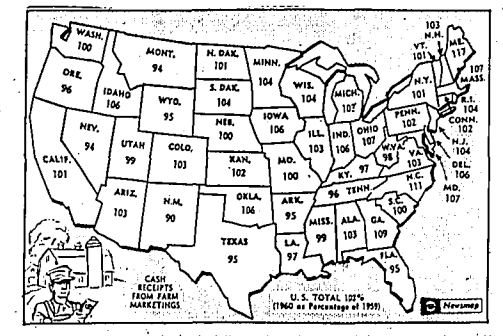 WASH.
100
ORE.
96
CALIF.
101
NEV.
94
IDAHO
106
MONT.
94
WYO.
95
UTAH
99
COLO.
103
ARIZ.
103
N.M.
90
N. DAK.
101
S. DAK.
104
NEB.
100
KAN.
102
OKLA.
106
TEXAS
95
MINN.
104
IOWA
106
MO.
100
ARK.
95
LA.
97
WIS.
104
ILL.
103
MICH.
IND.
106
OHIO
107
KY. 97
96 TENN.
MISS.
99
ALA.
103
GA.
109
FLA.
95
S.C.
100
N.C.
111
VA.
103
W.VA.
98
PENN.
102
N.Y.
101
VT.
101
103
N.H.
ME.
117
107
MASS.
R.I.
104
CONN.
102
N.J.
104
DEL.
106
MD.
107
CASH
RECEIPTS
FROM FARM
MARKETINGS
U.S. TOTAL 102%
(1960 as Percentage of 1959)
Newsmap